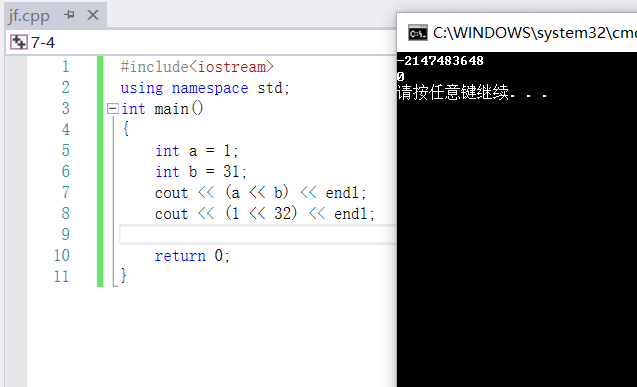 jf.cpp
7-4
1 #include<iostream>
2 using namespace std;
3 int main()
4 {
5 int a = 1;
6 int b = 31;
7 cout << (a << b) << endl;
8 cout << (1 << 32) << endl;
9
10 return 0;
11 }
C:\WINDOWS\system32\cmd
-2147483648
0
请按任意键继续. . .